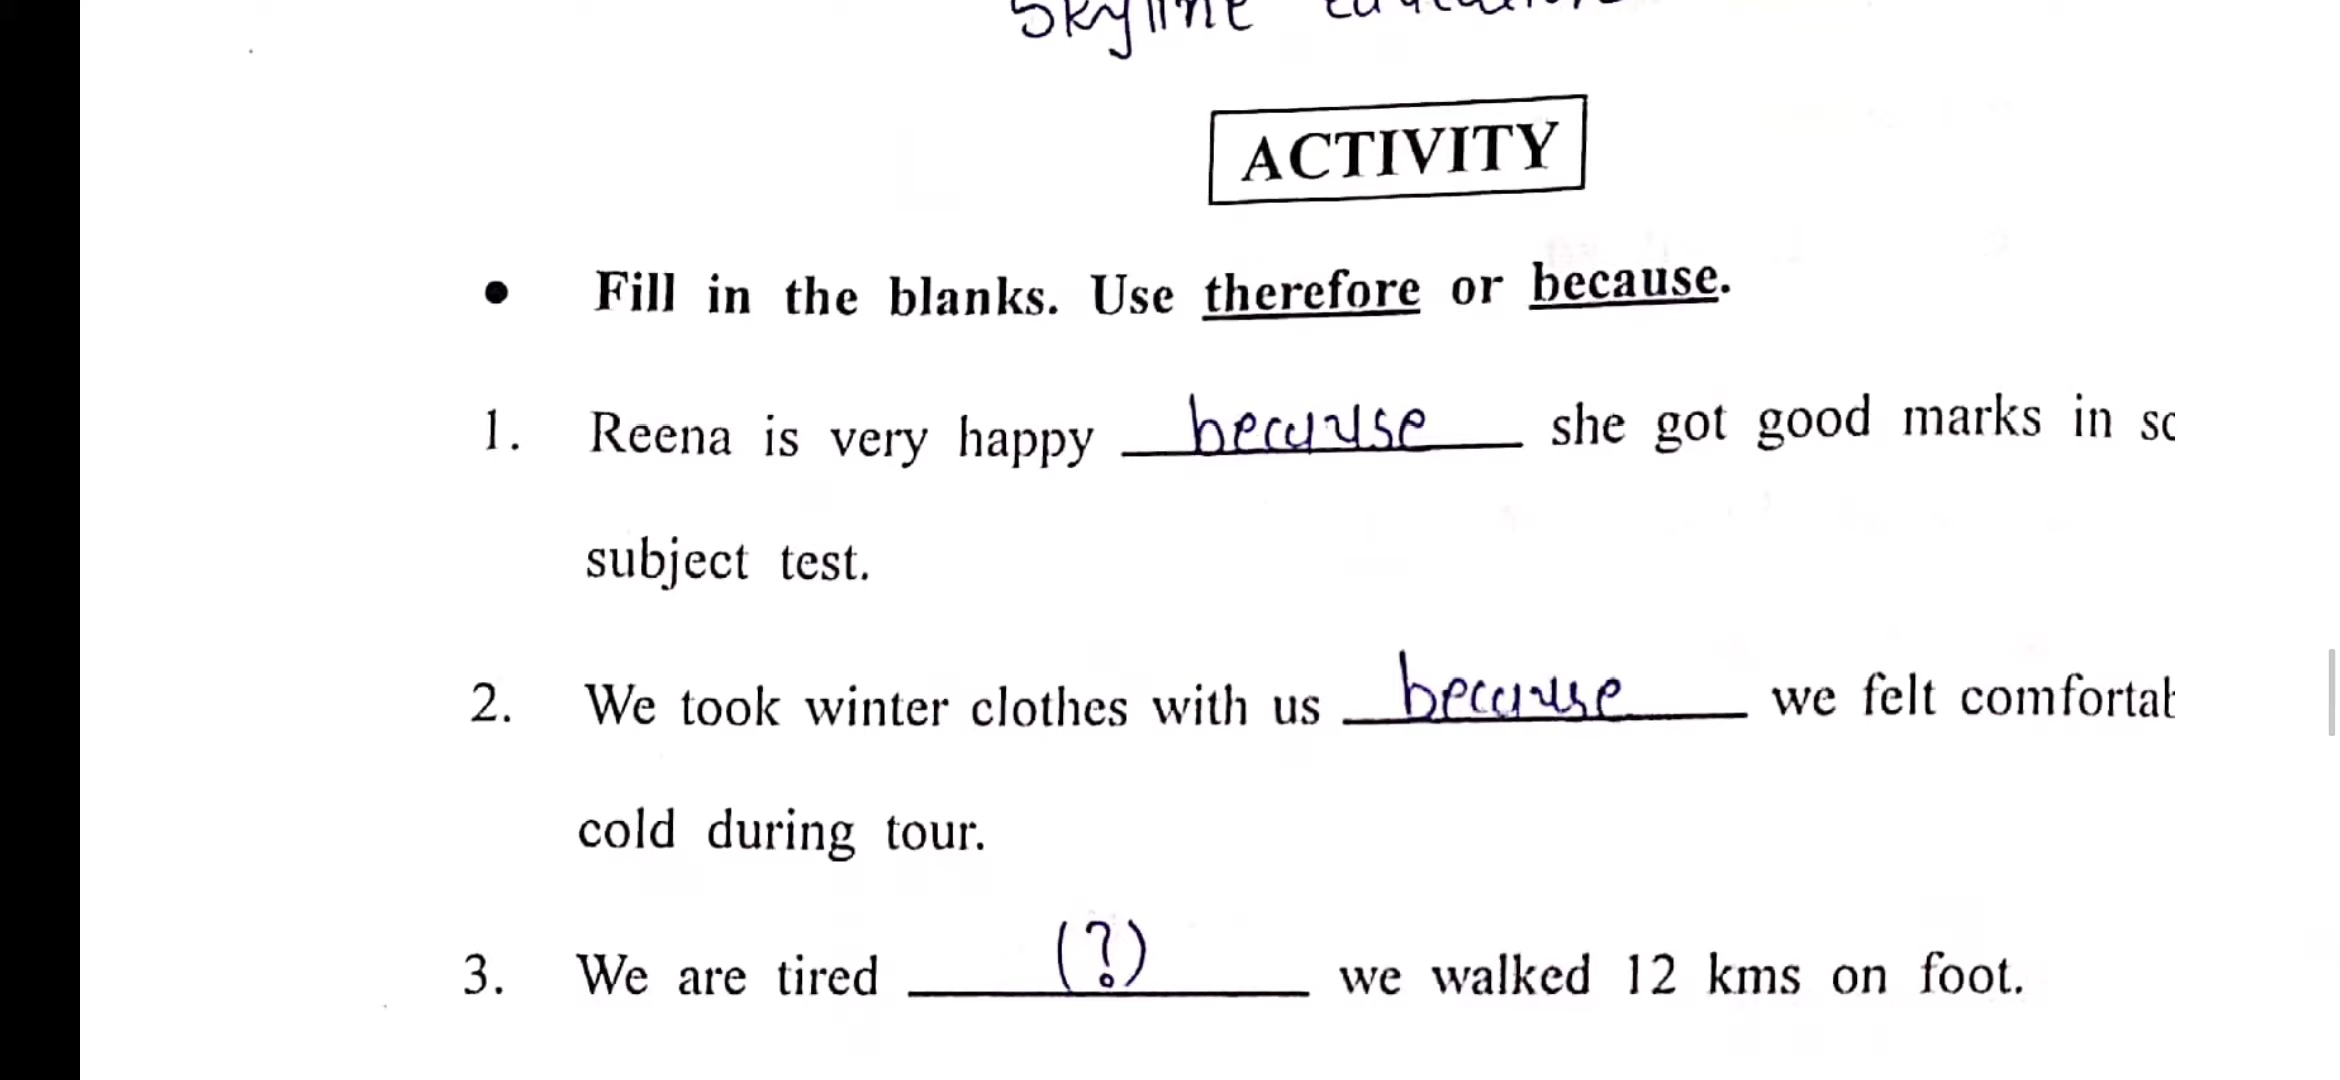 Skyline
ACTIVITY
• Fill in the blanks. Use therefore or because.
1. Reena is very happy because she got good marks in sc
subject test.
2. We took winter clothes with us because we felt comfortab
cold during tour.
3. We are tired (?) we walked 12 kms on foot.